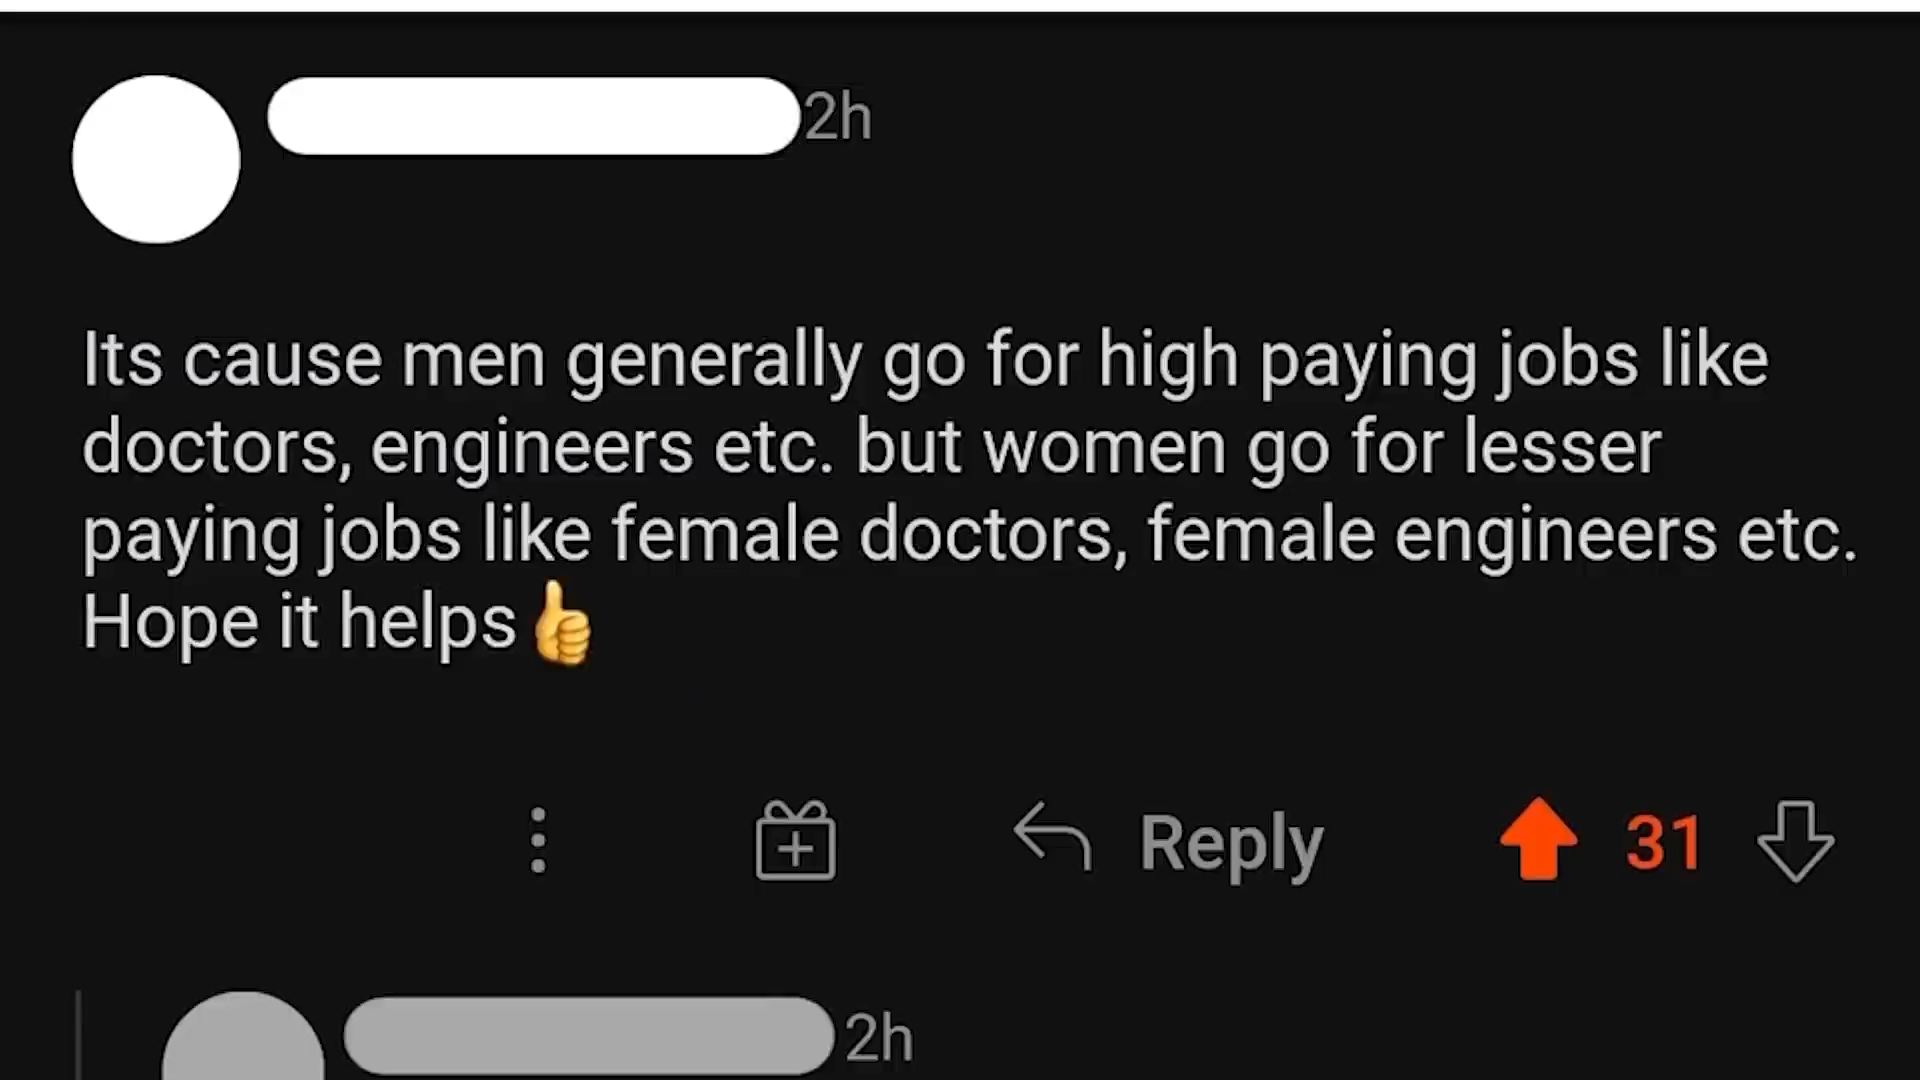 2h
Its cause men generally go for high paying jobs like
doctors, engineers etc. but women go for lesser
paying jobs like female doctors, female engineers etc.
Hope it helps👍
Reply 31
2h